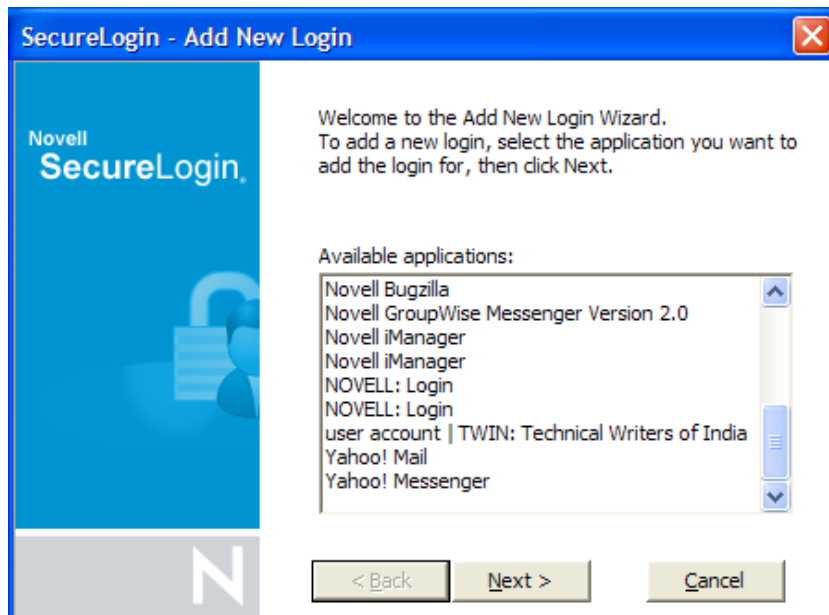 SecureLogin - Add New Login
Novell
SecureLogin
Welcome to the Add New Login Wizard.
To add a new login, select the application you want to
add the login for, then click Next.
Available applications:
Novell Bugzilla
Novell GroupWise Messenger Version 2.0
Novell iManager
Novell iManager
NOVELL: Login
NOVELL: Login
user account | TWIN: Technical Writers of India
Yahoo! Mail
Yahoo! Messenger
N
< Back
Next >
Cancel